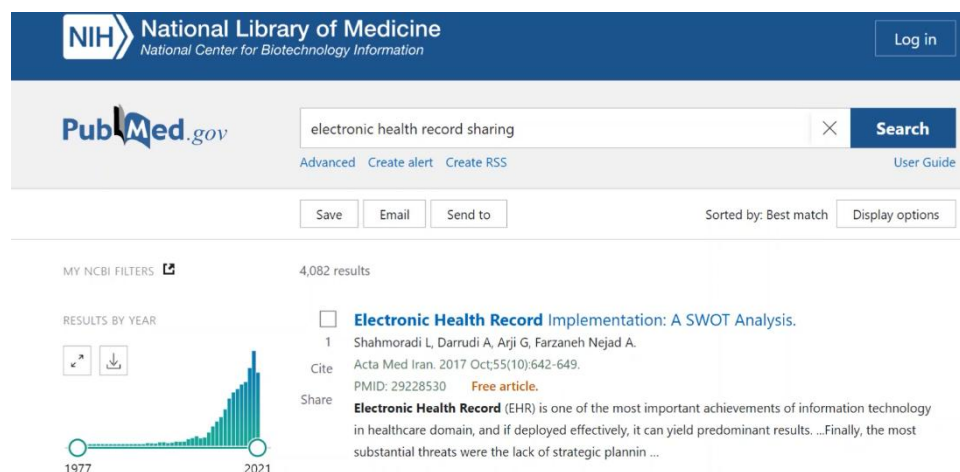 NIH National Library of Medicine
National Center for Biotechnology Information
Log in
PubMed.gov
electronic health record sharing
Search
Advanced Create alert Create RSS
User Guide
Save Email Send to
Sorted by: Best match Display options
MY NCBI FILTERS
4,082 results
RESULTS BY YEAR
1977 2021
1
Cite
Share
Electronic Health Record Implementation: A SWOT Analysis.
Shahmoradi L, Darrudi A, Arji G, Farzaneh Nejad A.
Acta Med Iran. 2017 Oct;55(10):642-649.
PMID: 29228530 Free article.
Electronic Health Record (EHR) is one of the most important achievements of information technology
in healthcare domain, and if deployed effectively, it can yield predominant results. ...Finally, the most
substantial threats were the lack of strategic plannin ...